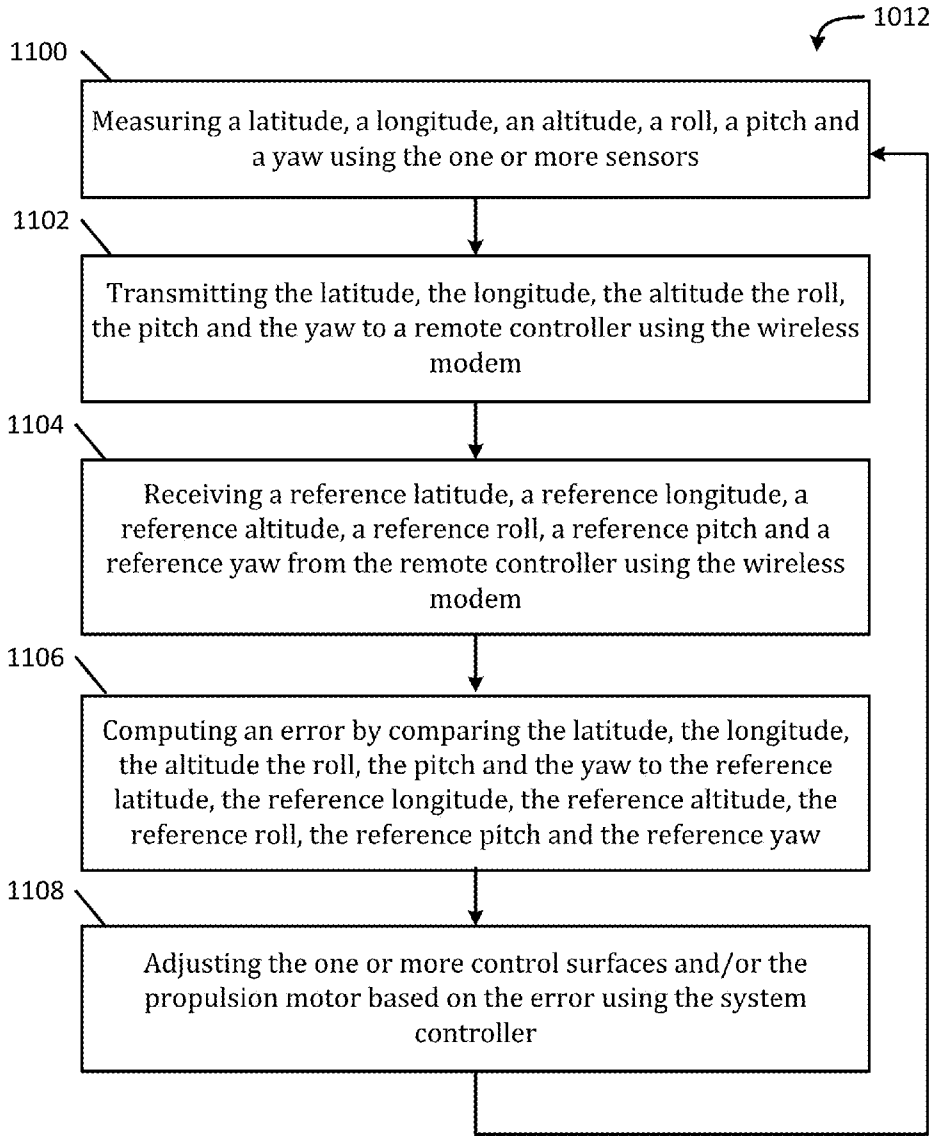 1012
1100
Measuring a latitude, a longitude, an altitude, a roll, a pitch and
a yaw using the one or more sensors
1102
Transmitting the latitude, the longitude, the altitude the roll,
the pitch and the yaw to a remote controller using the wireless
modem
1104
Receiving a reference latitude, a reference longitude, a
reference altitude, a reference roll, a reference pitch and a
reference yaw from the remote controller using the wireless
modem
1106
Computing an error by comparing the latitude, the longitude,
the altitude the roll, the pitch and the yaw to the reference
latitude, the reference longitude, the reference altitude, the
reference roll, the reference pitch and the reference yaw
1108
Adjusting the one or more control surfaces and/or the
propulsion motor based on the error using the system
controller